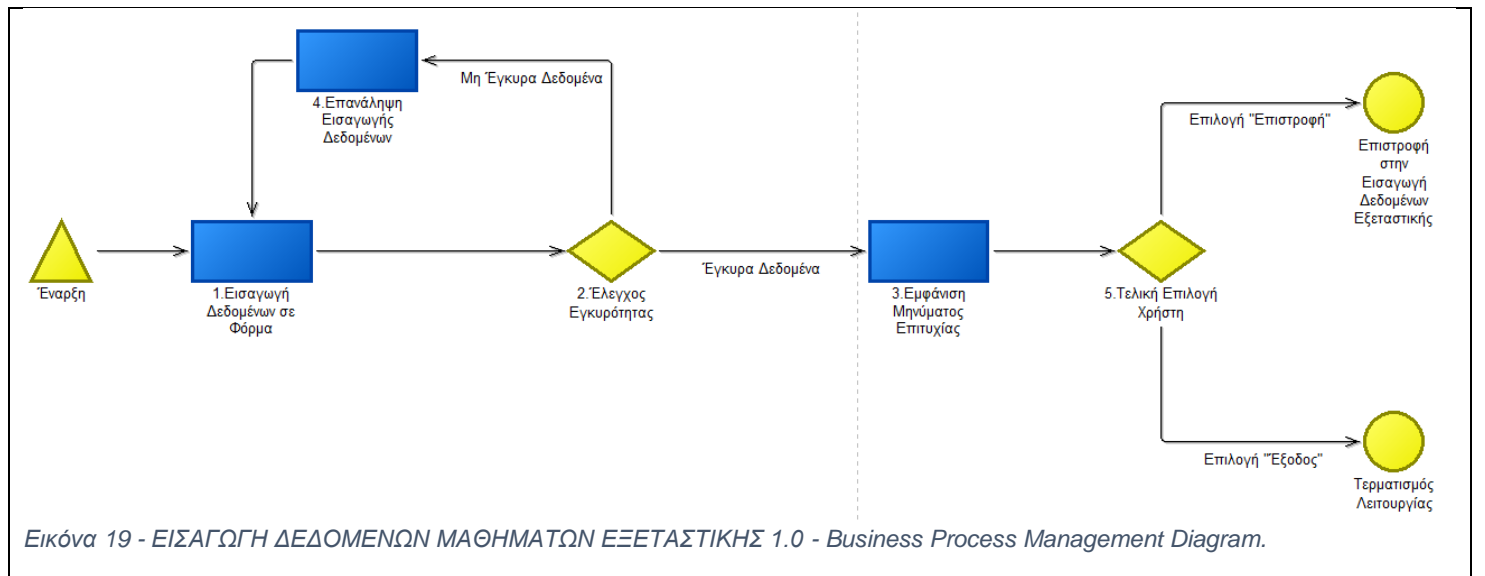 Μη Έγκυρα Δεδομένα
4.Επανάληψη
Εισαγωγής
Δεδομένων
Επιλογή "Επιστροφή"
Επιστροφή
στην
Εισαγωγή
Δεδομένων
Εξεταστικής
Έναρξη
1.Εισαγωγή
Δεδομένων σε
Φόρμα
2.Έλεγχος
Εγκυρότητας
Έγκυρα Δεδομένα
3.Εμφάνιση
Μηνύματος
Επιτυχίας
5.Τελική Επιλογή
Χρήστη
Επιλογή "Έξοδος"
Τερματισμός
Λειτουργίας
Εικόνα 19 - ΕΙΣΑΓΩΓΗ ΔΕΔΟΜΕΝΩΝ ΜΑΘΗΜΑΤΩΝ ΕΞΕΤΑΣΤΙΚΗΣ 1.0 - Business Process Management Diagram.